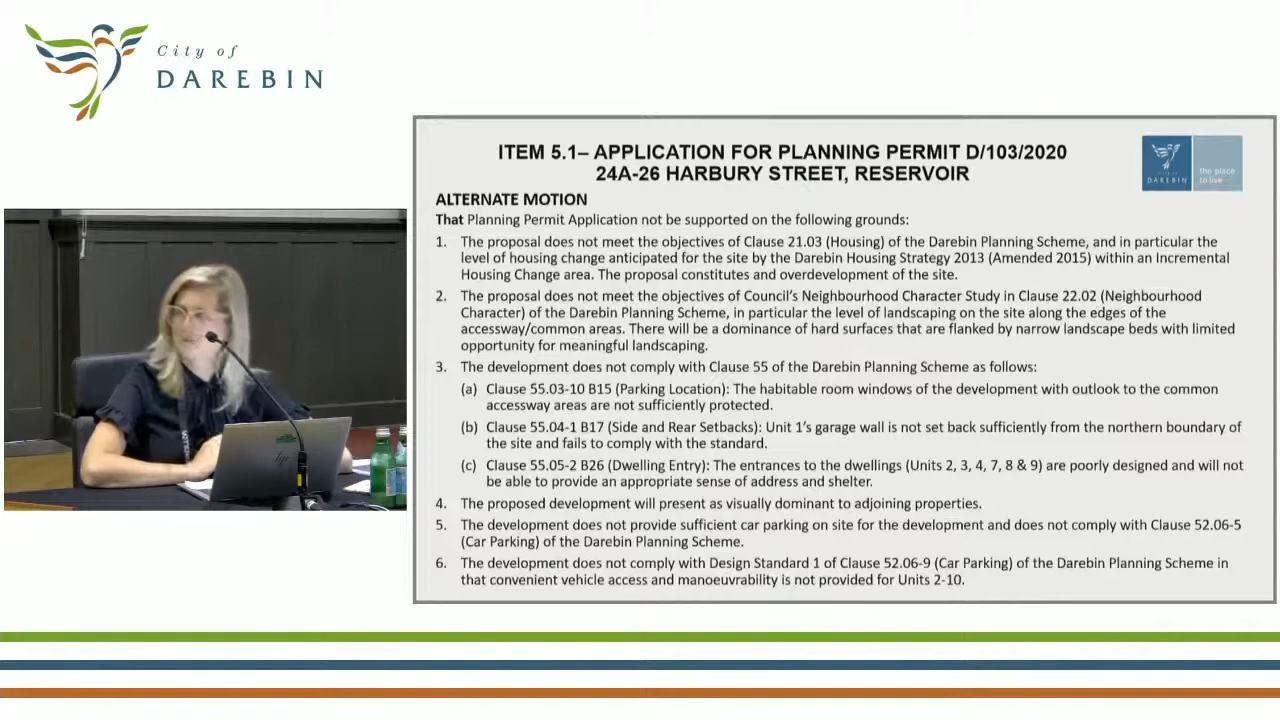 City of
DAREBIN
ITEM 5.1– APPLICATION FOR PLANNING PERMIT D/103/2020
24A-26 HARBURY STREET, RESERVOIR
DAREBIN
the place
to live
ALTERNATE MOTION
That Planning Permit Application not be supported on the following grounds:
1. The proposal does not meet the objectives of Clause 21.03 (Housing) of the Darebin Planning Scheme, and in particular the
level of housing change anticipated for the site by the Darebin Housing Strategy 2013 (Amended 2015) within an Incremental
Housing Change area. The proposal constitutes and overdevelopment of the site.
2. The proposal does not meet the objectives of Council's Neighbourhood Character Study in Clause 22.02 (Neighbourhood
Character) of the Darebin Planning Scheme, in particular the level of landscaping on the site along the edges of the
accessway/common areas. There will be a dominance of hard surfaces that are flanked by narrow landscape beds with limited
opportunity for meaningful landscaping.
3. The development does not comply with Clause 55 of the Darebin Planning Scheme as follows:
(a) Clause 55.03-10 B15 (Parking Location): The habitable room windows of the development with outlook to the common
accessway areas are not sufficiently protected.
(b) Clause 55.04-1 B17 (Side and Rear Setbacks): Unit 1's garage wall is not set back sufficiently from the northern boundary of
the site and fails to comply with the standard.
(c) Clause 55.05-2 B26 (Dwelling Entry): The entrances to the dwellings (Units 2, 3, 4, 7, 8 & 9) are poorly designed and will not
be able to provide an appropriate sense of address and shelter.
4. The proposed development will present as visually dominant to adjoining properties.
5. The development does not provide sufficient car parking on site for the development and does not comply with Clause 52.06-5
(Car Parking) of the Darebin Planning Scheme.
6. The development does not comply with Design Standard 1 of Clause 52.06-9 (Car Parking) of the Darebin Planning Scheme in
that convenient vehicle access and manoeuvrability is not provided for Units 2-10.
hp